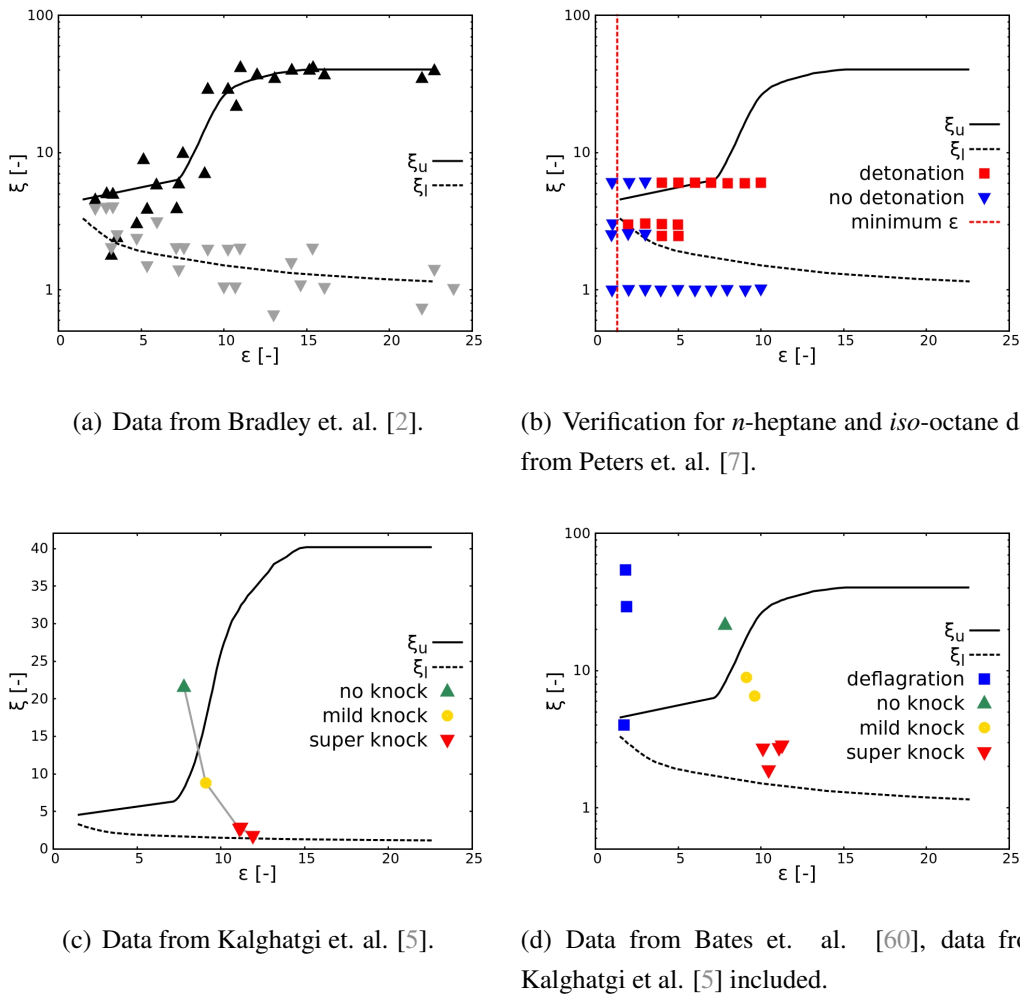 100
10
1
ξ [-]
0 5 10 15 20 25
ε [-]
ξu
ξl
(a) Data from Bradley et. al. [2].
100
10
1
ξ [-]
0 5 10 15 20 25
ε [-]
ξu
ξl
detonation
no detonation
minimum ε
(b) Verification for n-heptane and iso-octane d
from Peters et. al. [7].
40
35
30
25
20
15
10
5
0
ξ [-]
0 5 10 15 20 25
ε [-]
ξu
ξl
no knock
mild knock
super knock
(c) Data from Kalghatgi et. al. [5].
100
10
1
ξ [-]
0 5 10 15 20 25
ε [-]
ξu
ξl
deflagration
no knock
mild knock
super knock
(d) Data from Bates et. al. [60], data fro
Kalghatgi et al. [5] included.